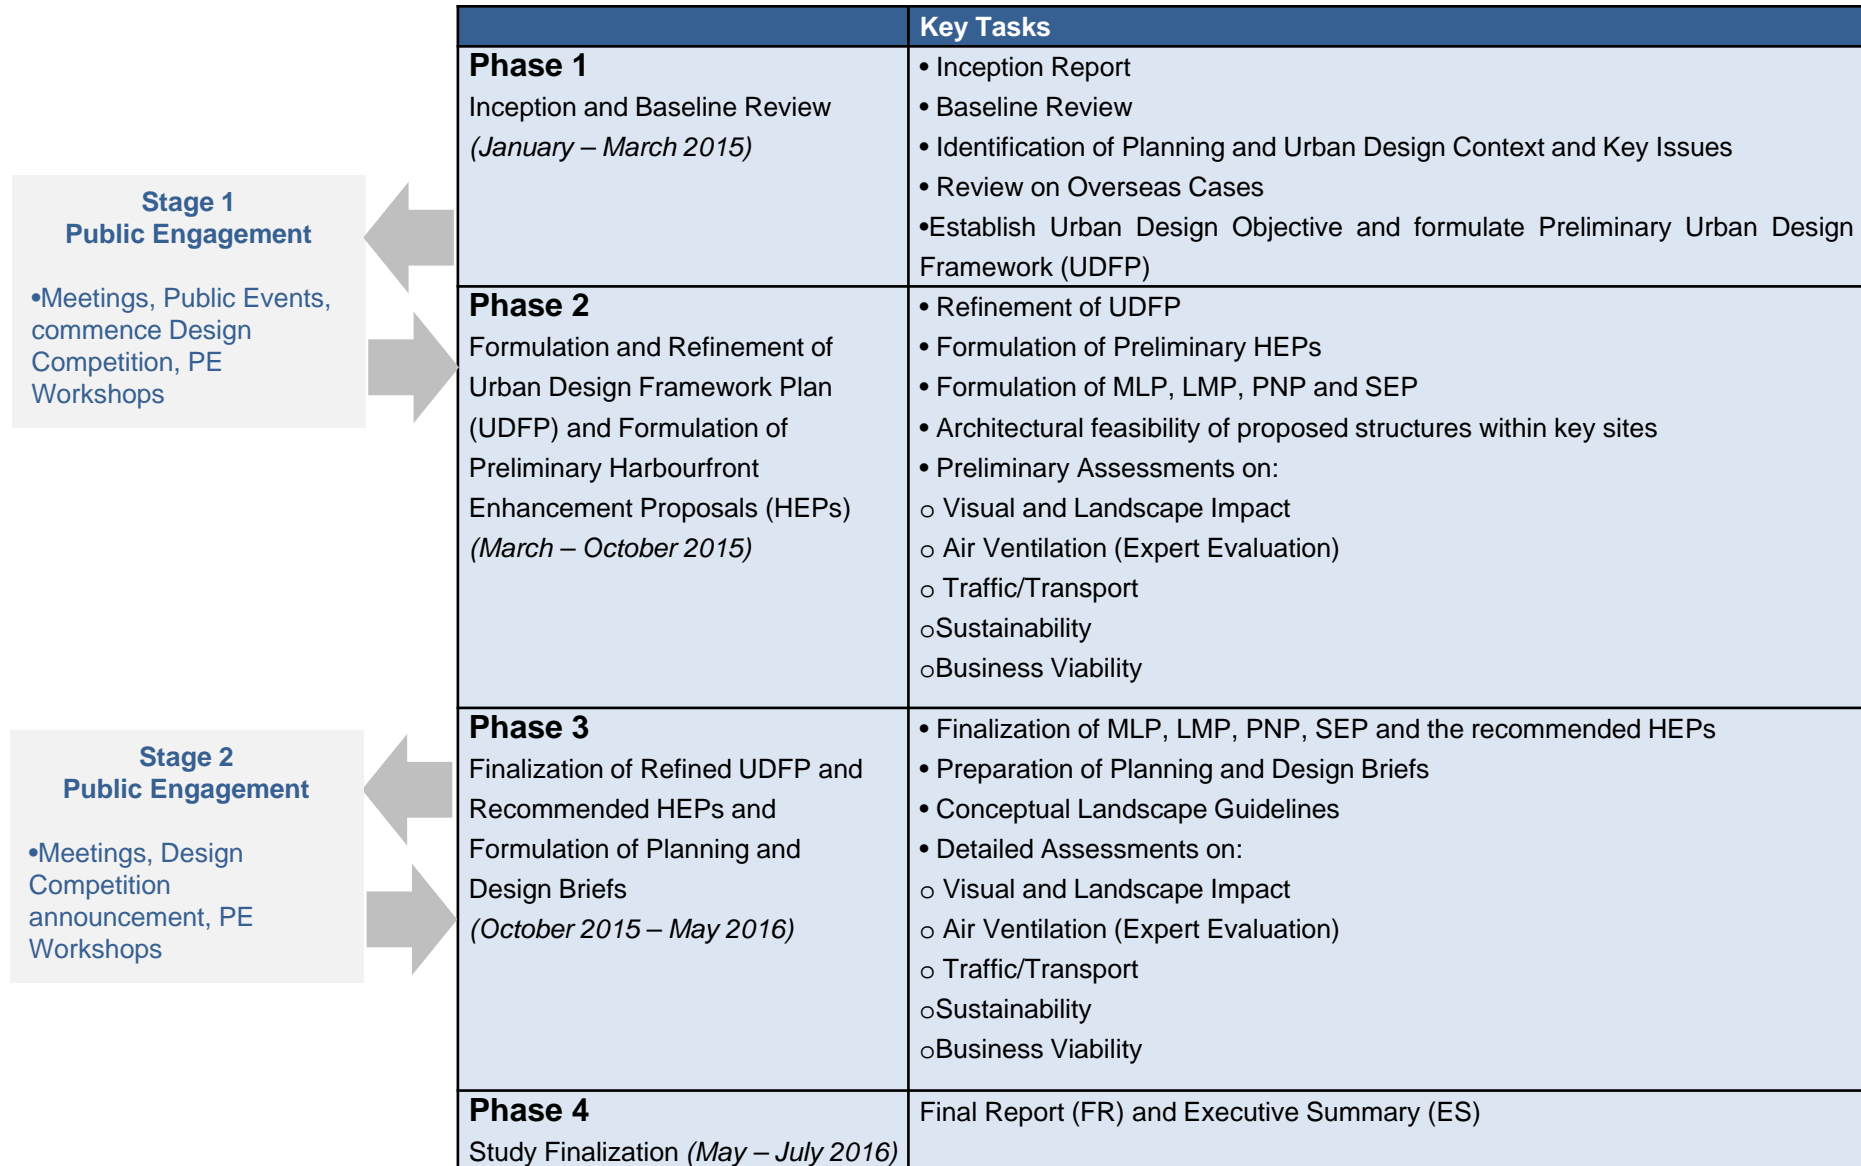 Key Tasks
Phase 1
Inception and Baseline Review
(January – March 2015)
• Inception Report
• Baseline Review
• Identification of Planning and Urban Design Context and Key Issues
• Review on Overseas Cases
•Establish Urban Design Objective and formulate Preliminary Urban Design
Framework (UDFP)
Stage 1
Public Engagement
•Meetings, Public Events,
commence Design
Competition, PE
Workshops
Phase 2
Formulation and Refinement of
Urban Design Framework Plan
(UDFP) and Formulation of
Preliminary Harbourfront
Enhancement Proposals (HEPs)
(March – October 2015)
• Refinement of UDFP
• Formulation of Preliminary HEPs
• Formulation of MLP, LMP, PNP and SEP
• Architectural feasibility of proposed structures within key sites
• Preliminary Assessments on:
o Visual and Landscape Impact
o Air Ventilation (Expert Evaluation)
o Traffic/Transport
oSustainability
oBusiness Viability
Phase 3
Finalization of Refined UDFP and
Recommended HEPs and
Formulation of Planning and
Design Briefs
(October 2015 – May 2016)
• Finalization of MLP, LMP, PNP, SEP and the recommended HEPs
• Preparation of Planning and Design Briefs
• Conceptual Landscape Guidelines
• Detailed Assessments on:
o Visual and Landscape Impact
o Air Ventilation (Expert Evaluation)
o Traffic/Transport
oSustainability
oBusiness Viability
Stage 2
Public Engagement
•Meetings, Design
Competition
announcement, PE
Workshops
Phase 4
Study Finalization (May – July 2016)
Final Report (FR) and Executive Summary (ES)